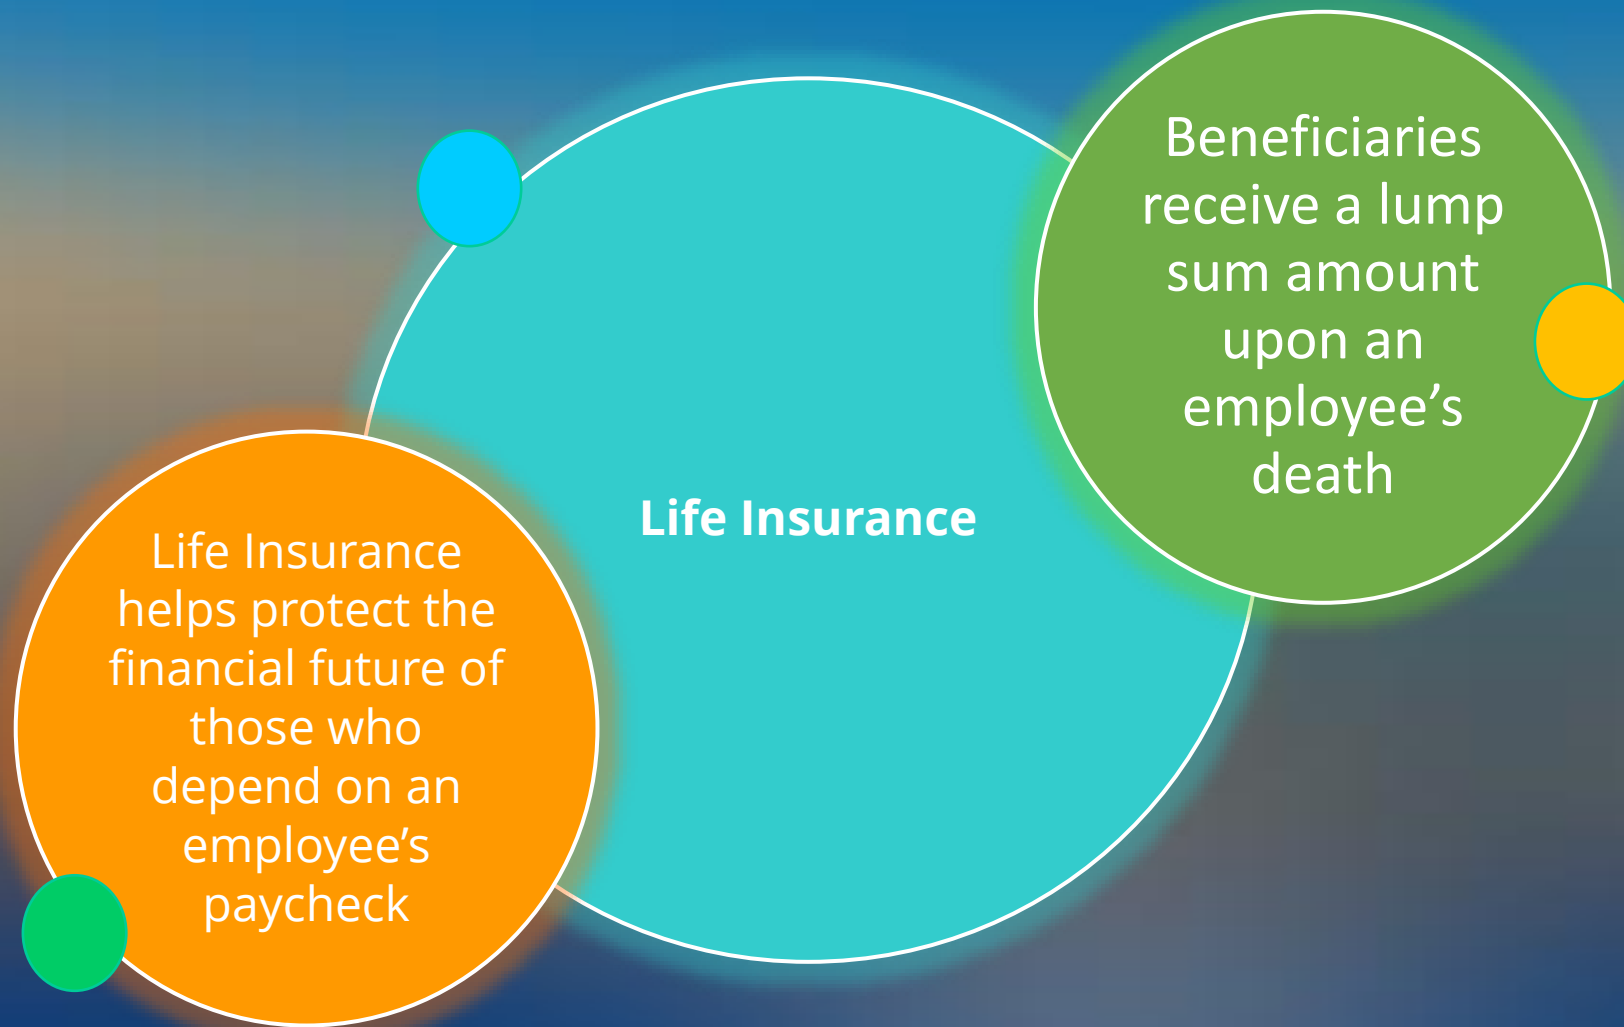 Life Insurance
Beneficiaries
receive a lump
sum amount
upon an
employee’s
death
Life Insurance
helps protect the
financial future of
those who
depend on an
employee’s
paycheck